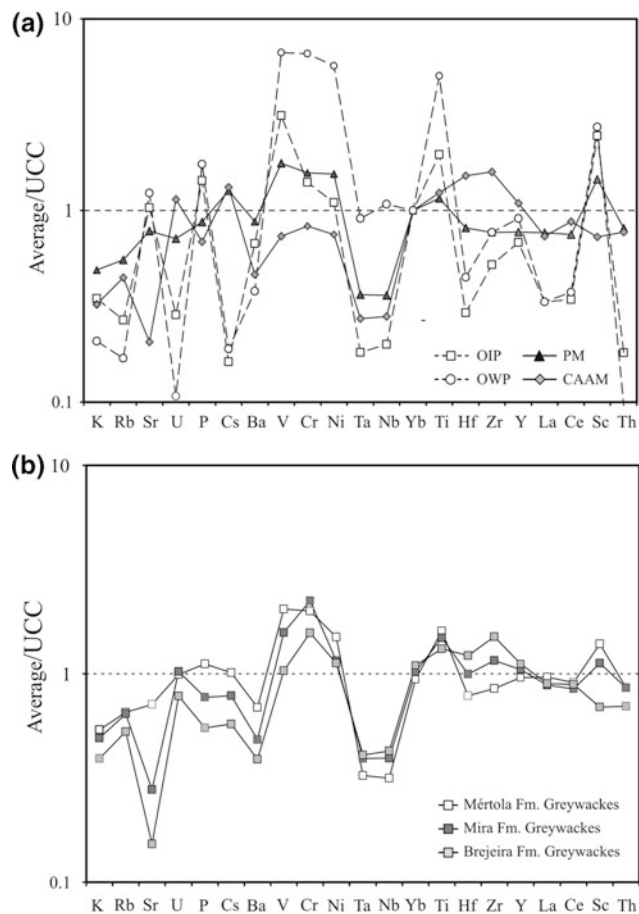 (a)
10
Average/UCC
1
0.1
OIP
PM
OWP
CAAM
K Rb Sr U P Cs Ba V Cr Ni Ta Nb Yb Ti Hf Zr Y La Ce Sc Th
(b)
10
Average/UCC
1
0.1
Mértola Fm. Greywackes
Mira Fm. Greywackes
Brejeira Fm. Greywackes
K Rb Sr U P Cs Ba V Cr Ni Ta Nb Yb Ti Hf Zr Y La Ce Sc Th